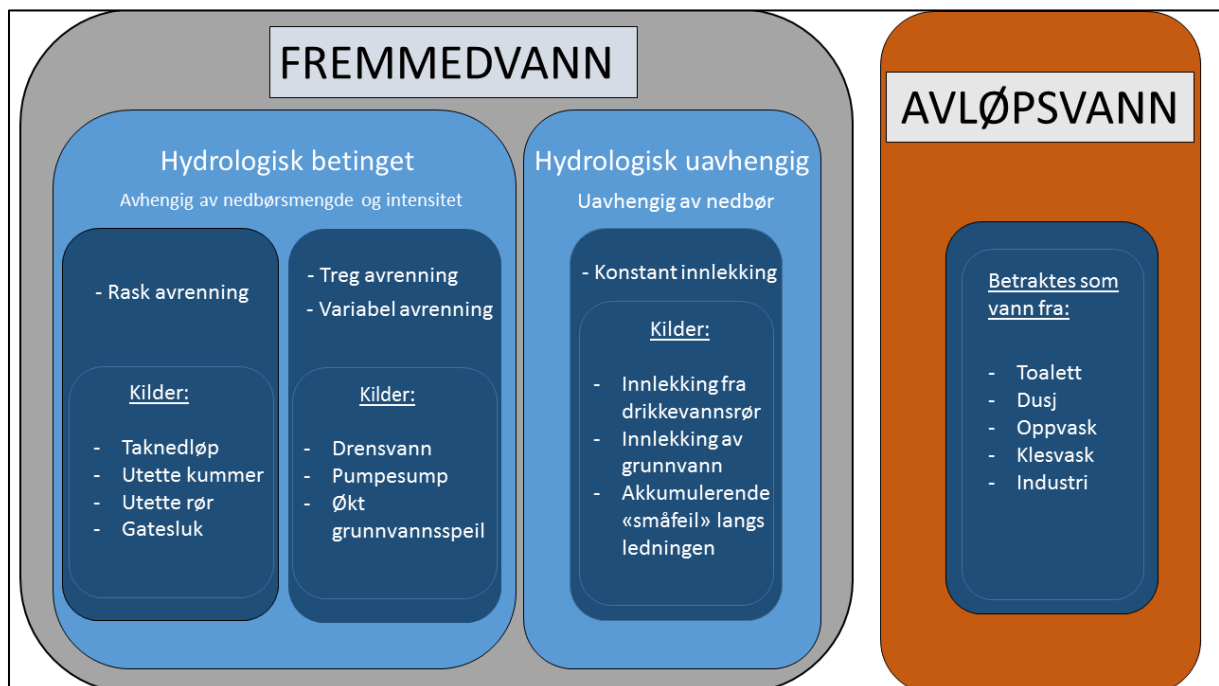 FREMMEDVANN
Hydrologisk betinget
Avhengig av nedbørsmengde og intensitet
- Rask avrenning
Kilder:
- Taknedløp
- Utette kummer
- Utette rør
- Gatesluk
- Treg avrenning
- Variabel avrenning
Kilder:
- Drensvann
- Pumpesump
- Økt
grunnvannsspeil
Hydrologisk uavhengig
Uavhengig av nedbør
- Konstant innlekking
Kilder:
- Innlekking fra
drikkevannsrør
- Innlekking av
grunnvann
- Akkumulerende
«småfeil» langs
ledningen
AVLØPSVANN
Betraktes som
vann fra:
- Toalett
- Dusj
- Oppvask
- Klesvask
- Industri